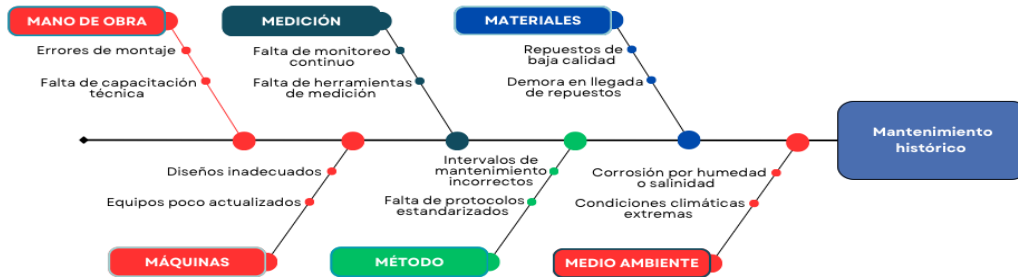 MANO DE OBRA
Errores de montaje
Falta de capacitación
técnica
MEDICIÓN
Falta de monitoreo
continuo
Falta de herramientas
de medición
MATERIALES
Repuestos de
baja calidad
Demora en llegada
de repuestos
Mantenimiento
histórico
Diseños inadecuados
Equipos poco actualizados
MÁQUINAS
Intervalos de
mantenimiento
incorrectos
Falta de protocolos
estandarizados
MÉTODO
Corrosión por humedad
o salinidad
Condiciones climáticas
extremas
MEDIO AMBIENTE